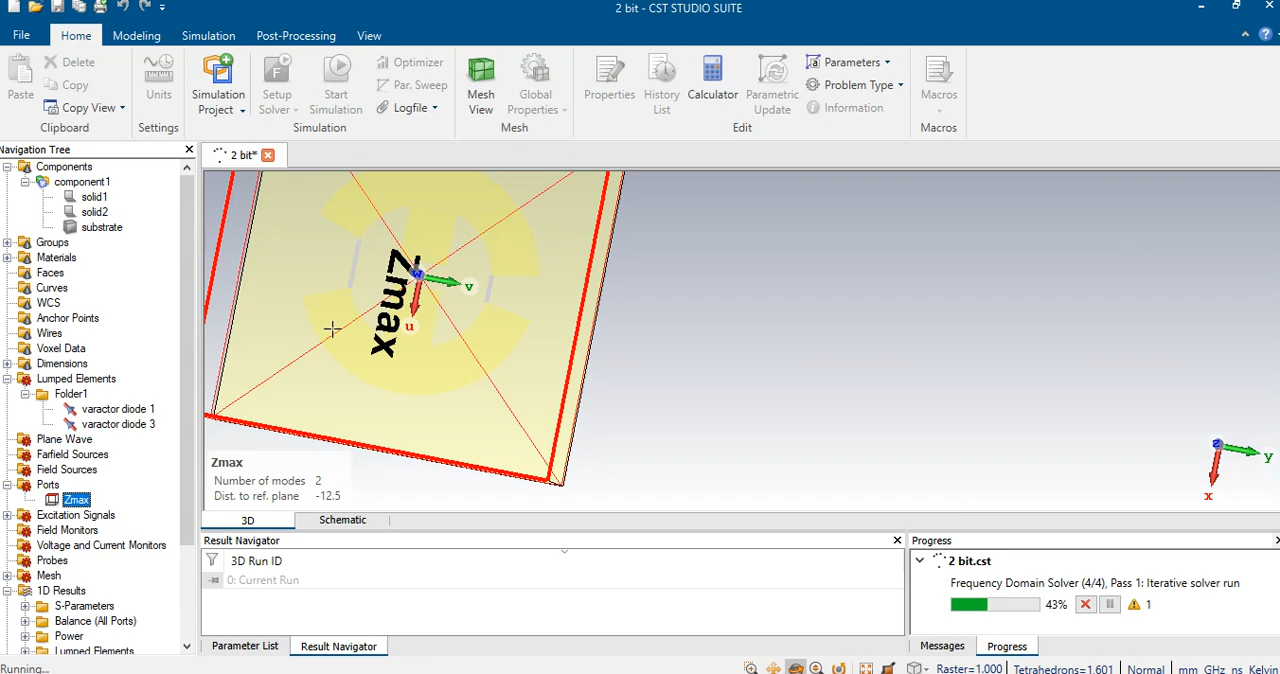 2 bit - CST STUDIO SUITE
File Home Modeling Simulation Post-Processing View
Paste
Delete
Copy
Copy View
Clipboard
Units
Settings
Simulation Project
Setup Solver
Start Simulation
Optimizer
Par. Sweep
Logfile
Simulation
Mesh View
Global Properties
Mesh
Properties
History List
Calculator
Parametric Update
Parameters
Problem Type
Information
Edit
Macros
Macros
Navigation Tree
Components
component1
solid1
solid2
substrate
Groups
Materials
Faces
Curves
WCS
Anchor Points
Wires
Voxel Data
Dimensions
Lumped Elements
Folder1
varactor diode 1
varactor diode 3
Plane Wave
Farfield Sources
Field Sources
Ports
Zmax
Excitation Signals
Field Monitors
Voltage and Current Monitors
Probes
Mesh
1D Results
S-Parameters
Balance (All Ports)
Power
Lumped Elements
2 bit*
Zmax
w
v
u
Zmax
Number of modes 2
Dist. to ref. plane -12.5
y
x
3D Schematic
Result Navigator
3D Run ID
0: Current Run
Parameter List Result Navigator
Progress
2 bit.cst
Frequency Domain Solver (4/4), Pass 1: Iterative solver run
43% 1
Messages Progress
Running...
Raster=1.000 Tetrahedrons=1.601 Normal mm GHz ns Kelvin